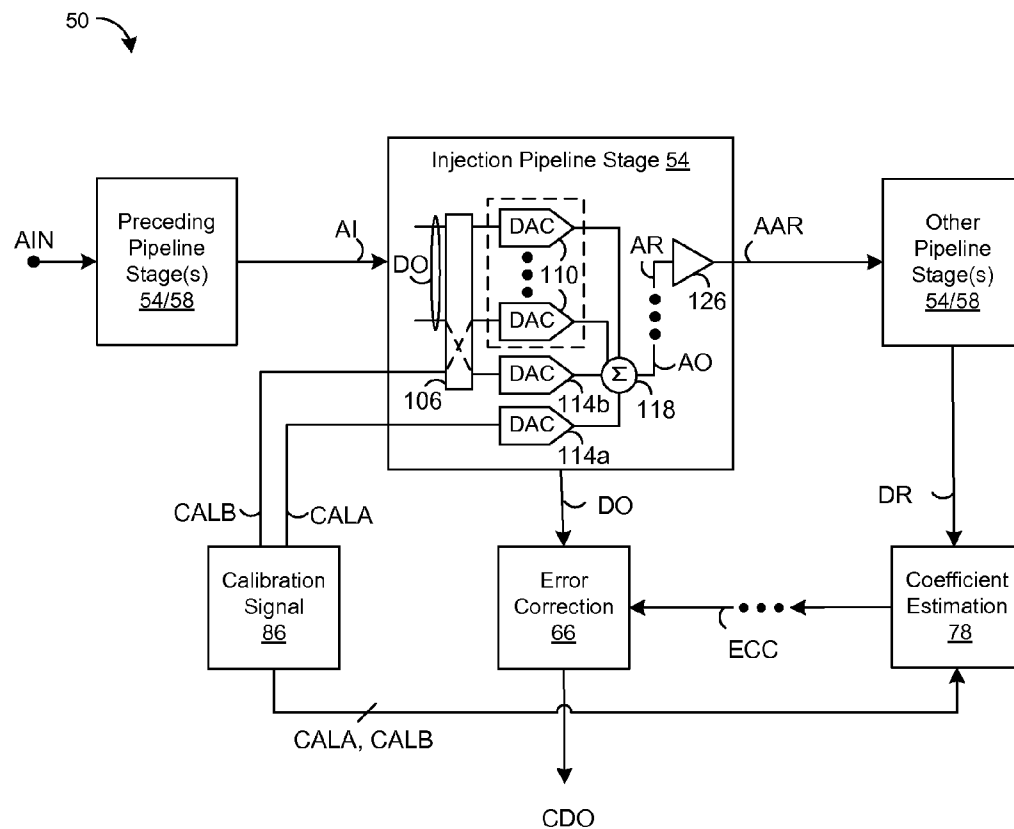 50
Injection Pipeline Stage 54
Preceding
Pipeline
Stage(s)
54/58
Other
Pipeline
Stage(s)
54/58
AIN
AI
DO
DAC
110
DAC
DAC
114b
DAC
114a
106
Σ
118
AR
AO
126
AAR
CALB
CALA
DO
DR
Calibration
Signal
86
Error
Correction
66
Coefficient
Estimation
78
ECC
CALA, CALB
CDO